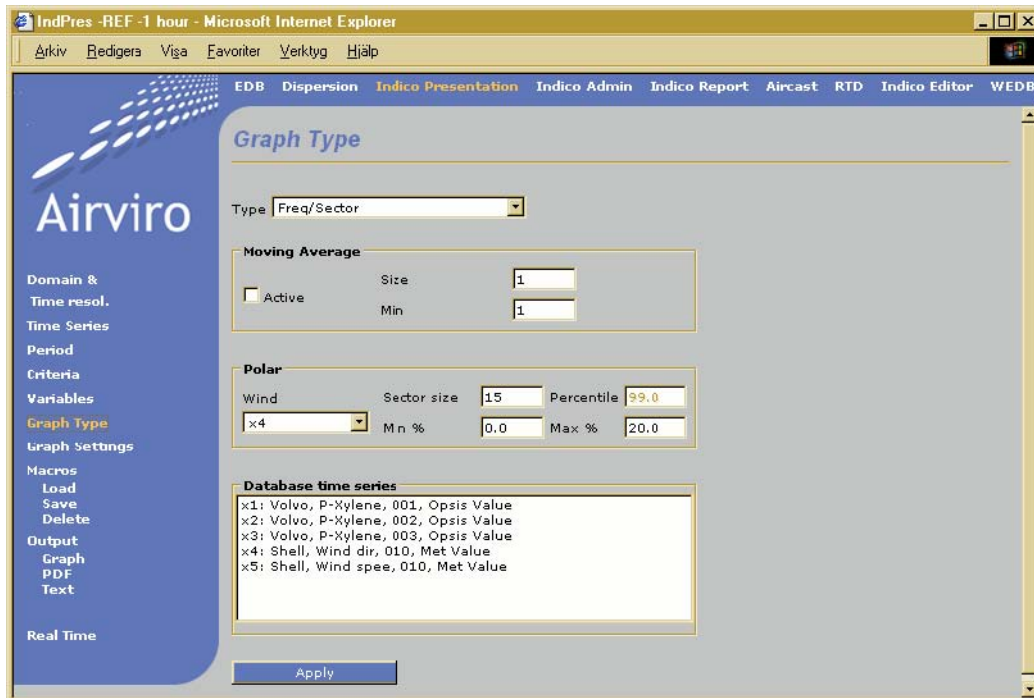 IndPres -REF -1 hour - Microsoft Internet Explorer
Arkiv Redigera Visa Favoriter Verktyg Hjälp
EDB Dispersion Indico Presentation Indico Admin Indico Report Aircast RTD Indico Editor WEDB
Graph Type
Airviro
Type Freq/Sector
Moving Average
Active
Size 1
Min 1
Domain &
Time resol.
Time Series
Period
Criteria
Variables
Graph Type
Graph Settings
Macros
Load
Save
Delete
Output
Graph
PDF
Text
Real Time
Polar
Wind Sector size 15 Percentile 99.0
x4 Mn % 0.0 Max % 20.0
Database time series
x1: Volvo, P-Xylene, 001, Opsis Value
x2: Volvo, P-Xylene, 002, Opsis Value
x3: Volvo, P-Xylene, 003, Opsis Value
x4: Shell, Wind dir, 010, Met Value
x5: Shell, Wind spee, 010, Met Value
Apply